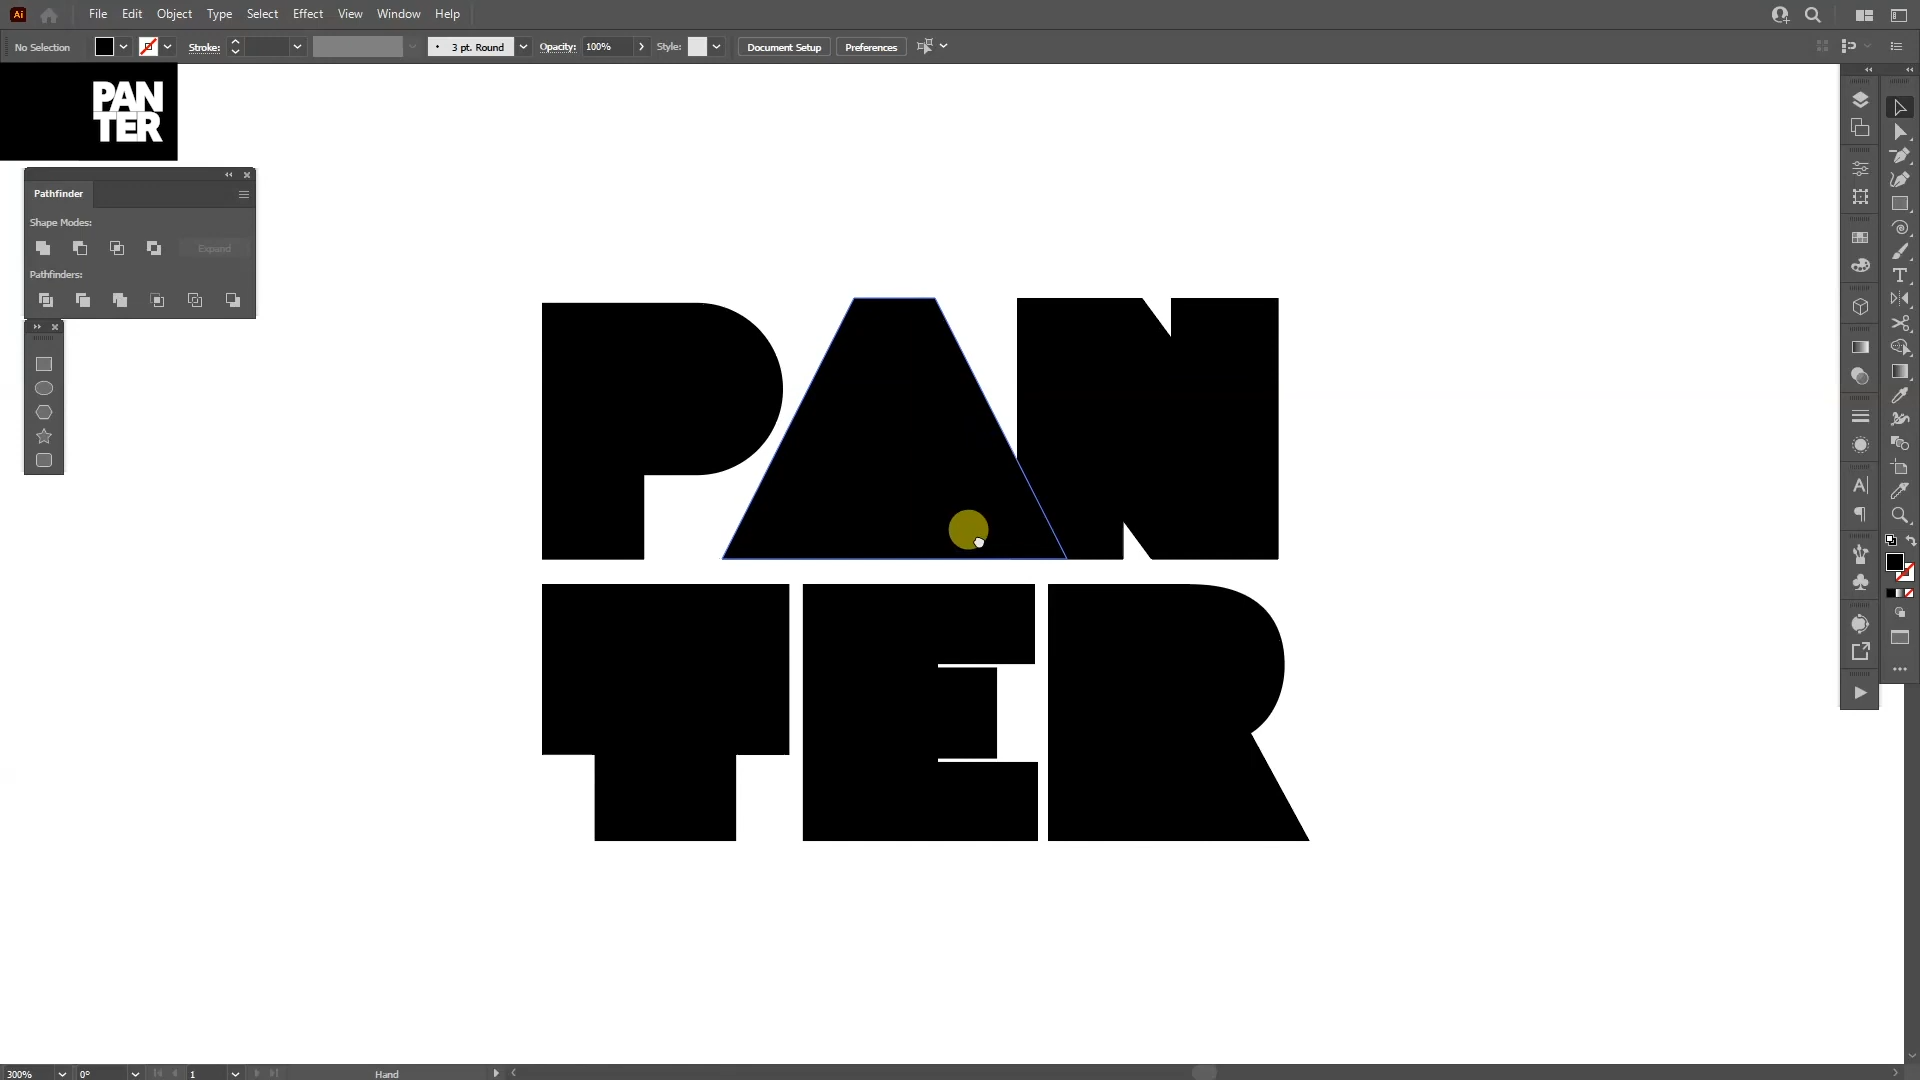 Ai File Edit Object Type Select Effect View Window Help
No Selection Stroke: 3 pt. Round Opacity: 100% Style: Document Setup Preferences
PAN
TER
Pathfinder
Shape Modes:
Expand
Pathfinders:
PAN
TER
300% 0° 1 Hand